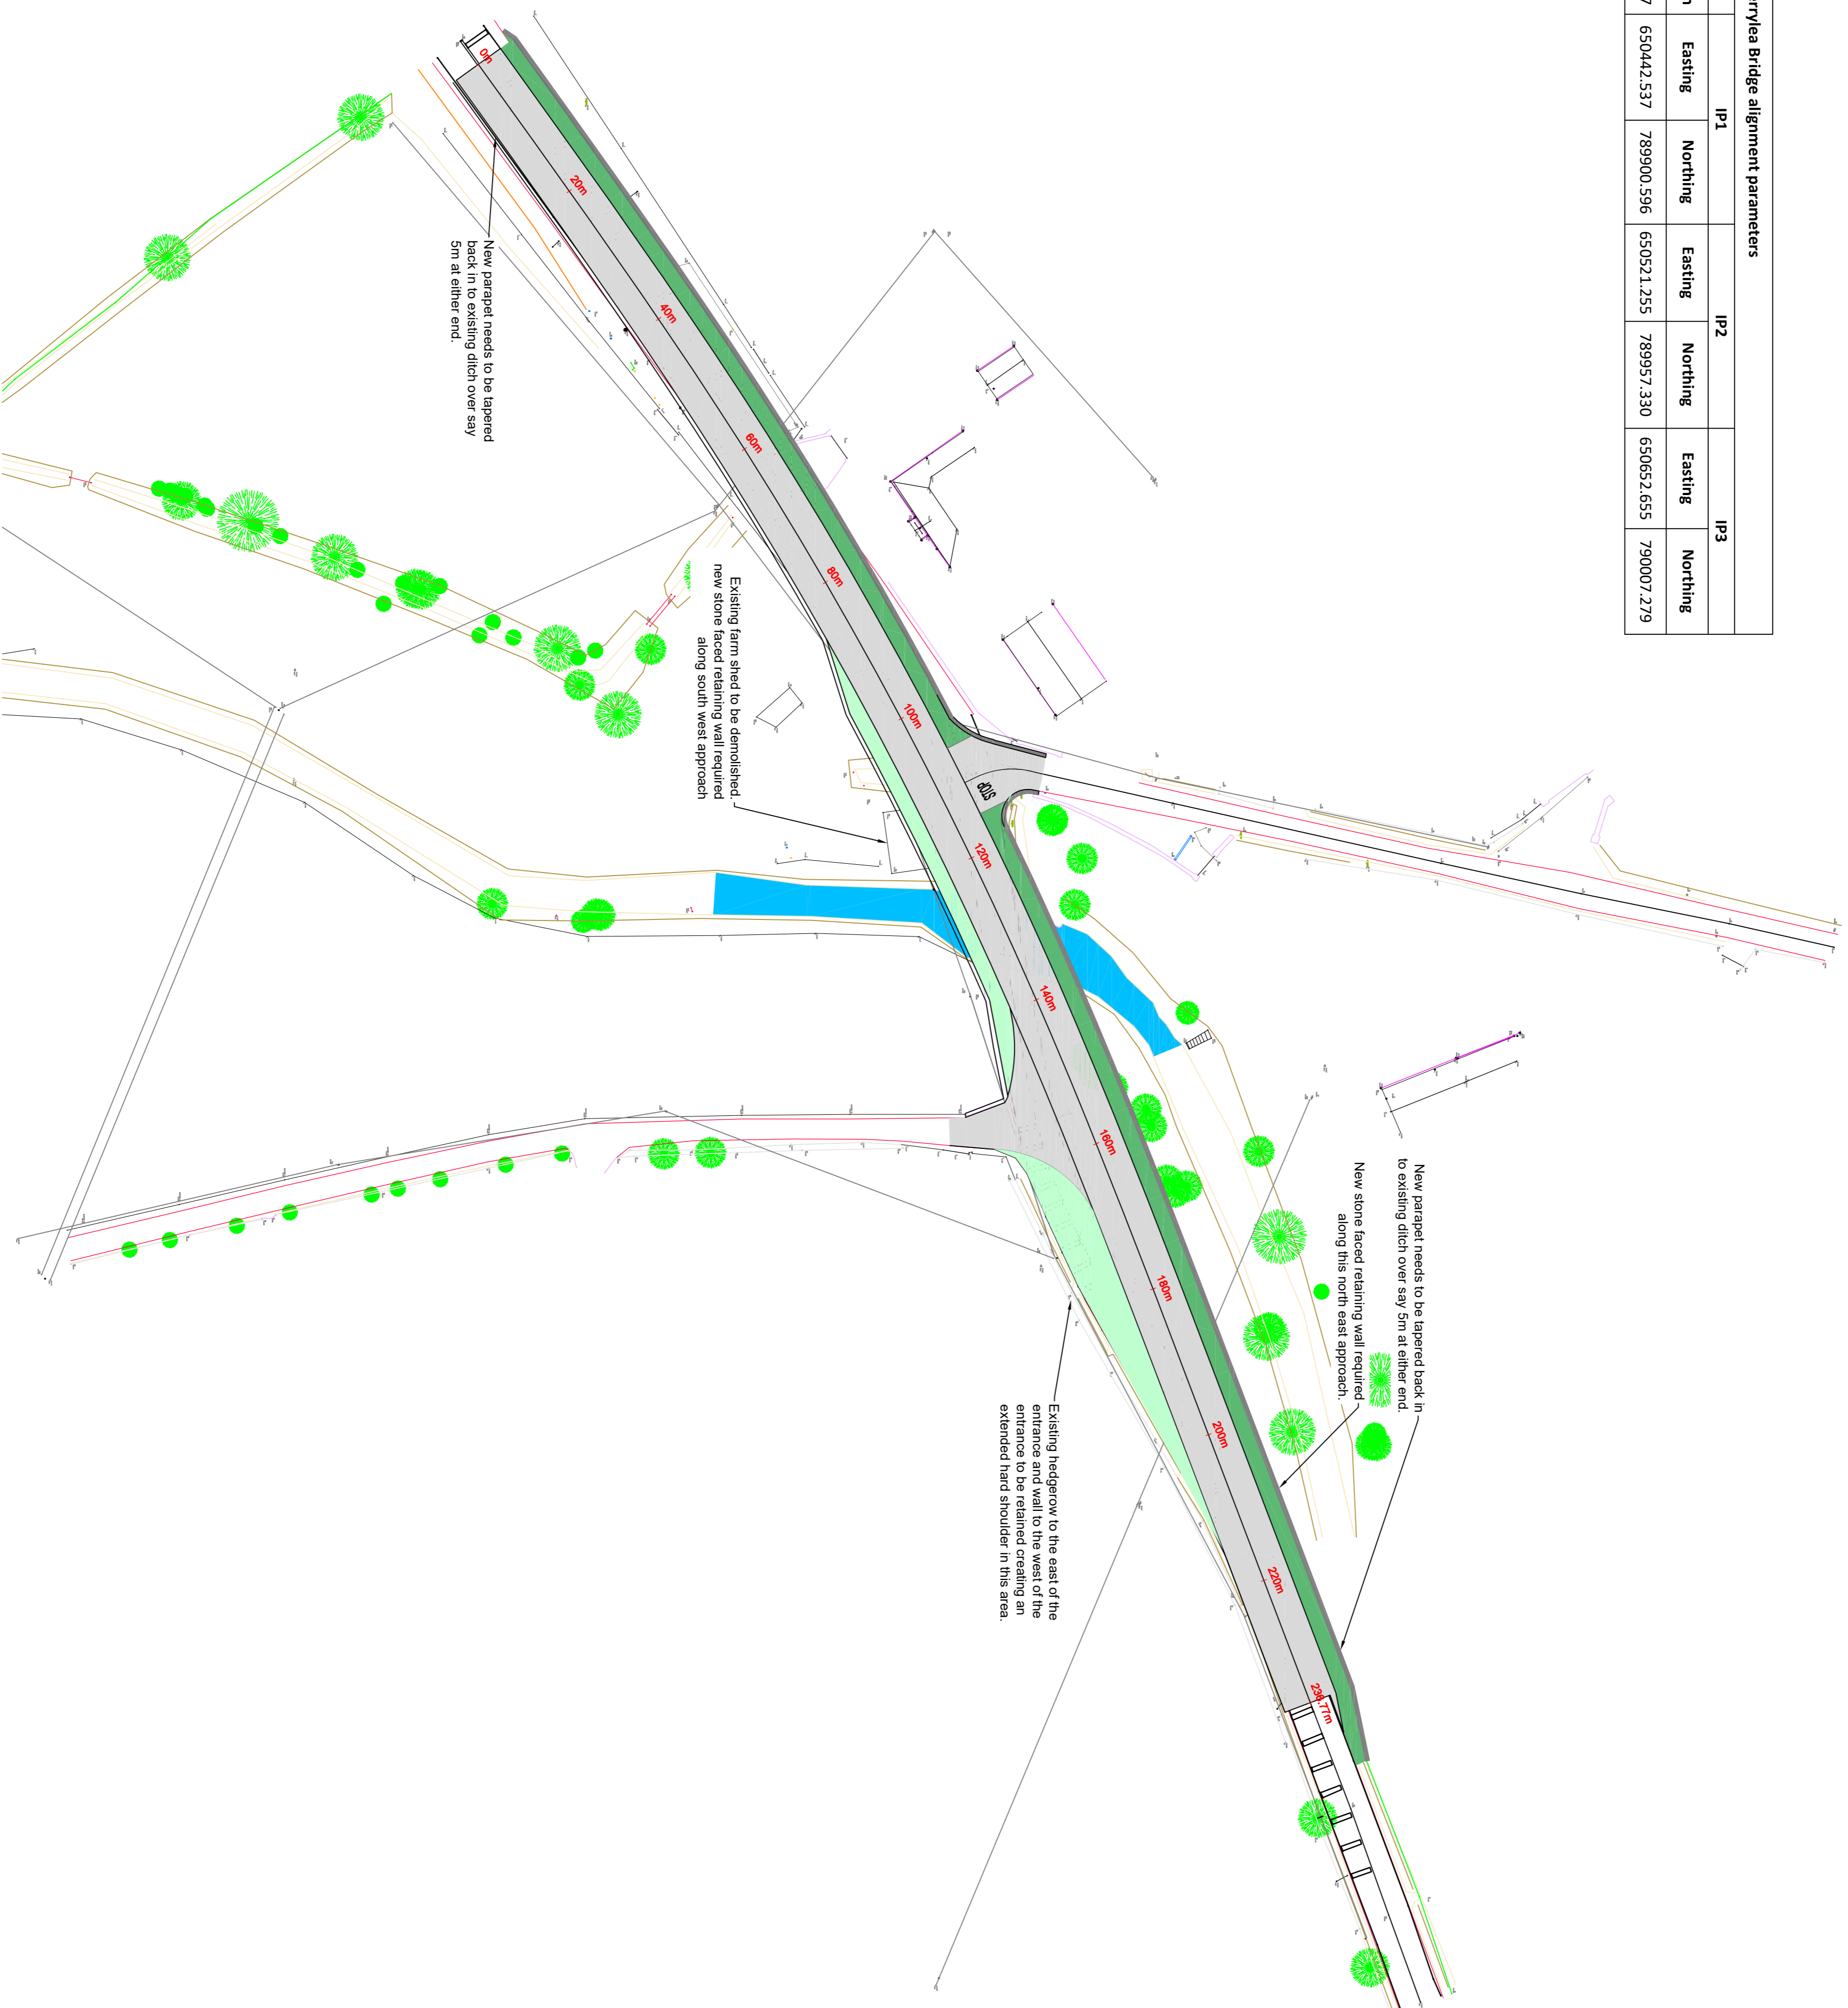 errylea Bridge alignment parameters
IP1
IP2
IP3
n
Easting
Northing
Easting
Northing
Easting
Northing
7
650442.537
789900.596
650521.255
789957.330
650652.655
790007.279
New parapet needs to be tapered back in
to existing ditch over say 5m at either end.
New stone faced retaining wall required
along this north east approach.
Existing hedgerow to the east of the
entrance and wall to the west of the
entrance to be retained creating an
extended hard shoulder in this area.
Existing farm shed to be demolished.
new stone faced retaining wall required
along south west approach
New parapet needs to be tapered
back in to existing ditch over say
5m at either end.
0m
20m
40m
60m
80m
100m
STOP
120m
140m
160m
180m
200m
220m
236.77m